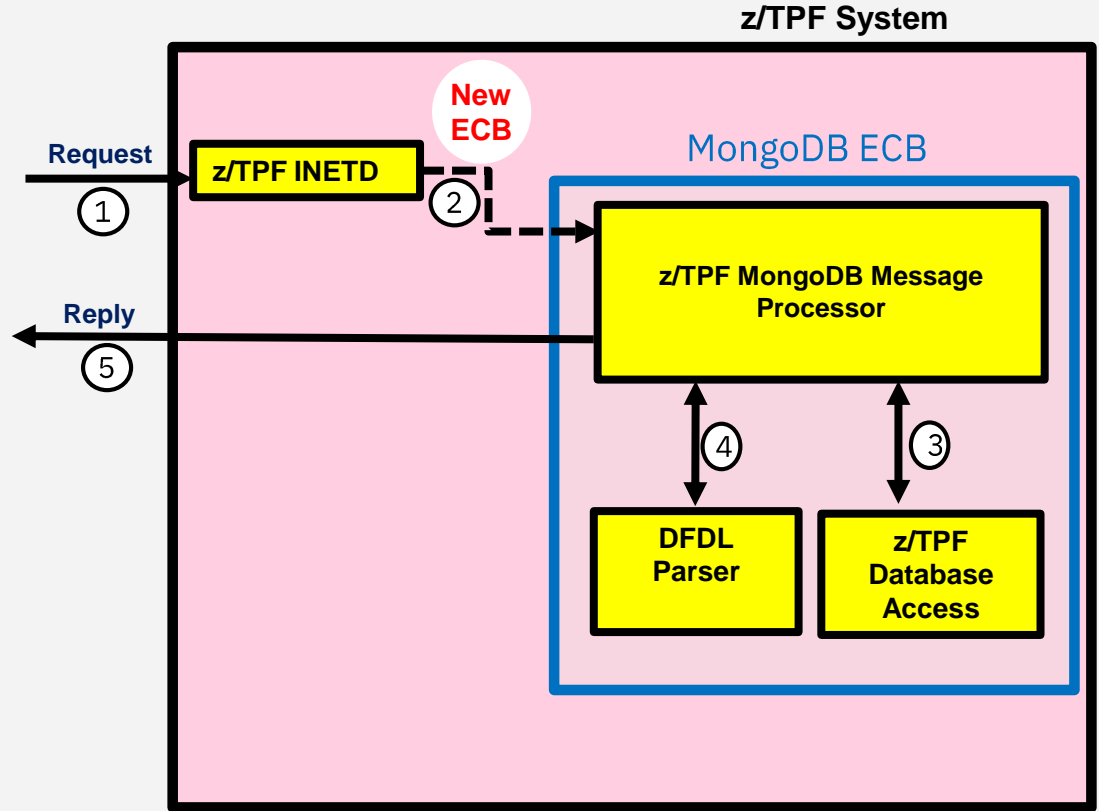 z/TPF System
New
ECB
MongoDB ECB
Request
z/TPF INETD
1
2
z/TPF MongoDB Message
Processor
Reply
5
4
3
DFDL
Parser
z/TPF
Database
Access